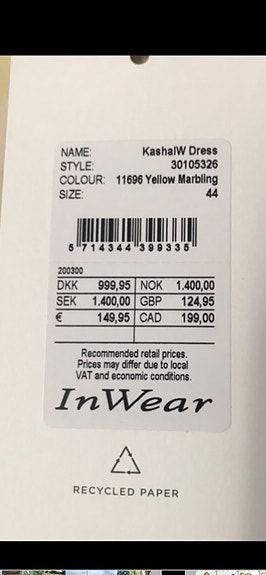 NAME: KashaIW Dress
STYLE: 30105326
COLOUR: 11696 Yellow Marbling
SIZE: 44
5 714344 399335
200300
DKK 999,95 NOK 1.400,00
SEK 1.400,00 GBP 124,95
€ 149,95 CAD 199,00
Recommended retail prices.
Prices may differ due to local
VAT and economic conditions.
InWear
RECYCLED PAPER